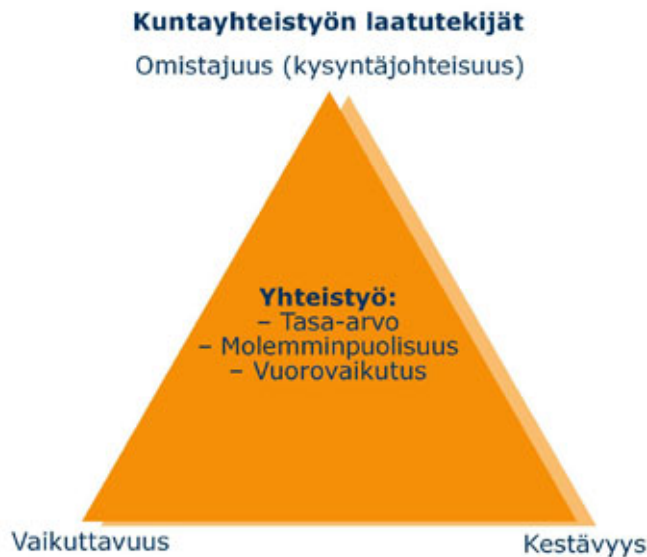 Kuntayhteistyön laatutekijät
Omistajuus (kysyntäjohteisuus)
Yhteistyö:
– Tasa-arvo
– Molemminpuolisuus
– Vuorovaikutus
Vaikuttavuus
Kestävyys